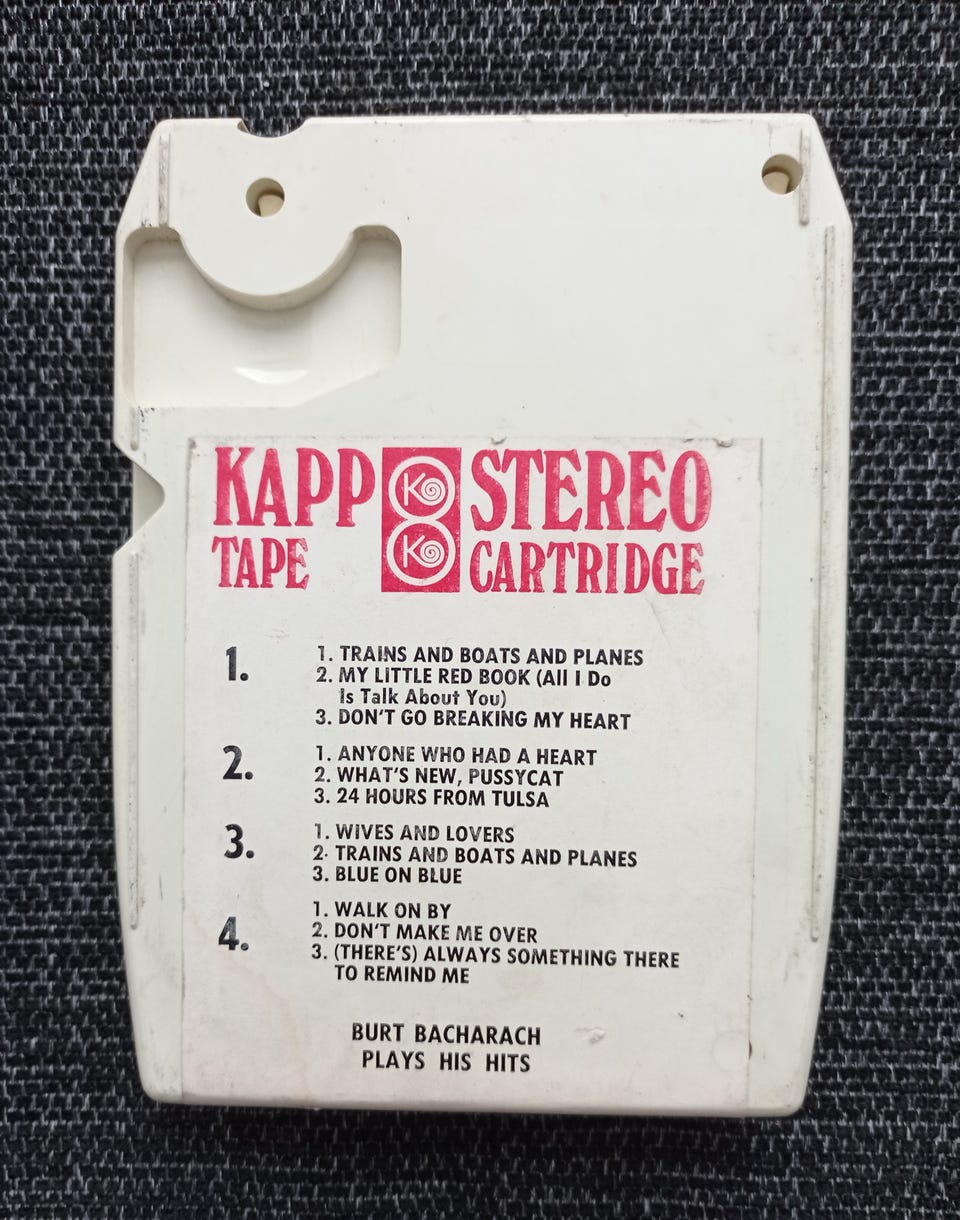 KAPP K 8 K STEREO
TAPE CARTRIDGE
1.
1. TRAINS AND BOATS AND PLANES
2. MY LITTLE RED BOOK (All I Do
Is Talk About You)
3. DON'T GO BREAKING MY HEART
2.
1. ANYONE WHO HAD A HEART
2. WHAT'S NEW, PUSSYCAT
3. 24 HOURS FROM TULSA
3.
1. WIVES AND LOVERS
2. TRAINS AND BOATS AND PLANES
3. BLUE ON BLUE
4.
1. WALK ON BY
2. DON'T MAKE ME OVER
3. (THERE'S) ALWAYS SOMETHING THERE
TO REMIND ME
BURT BACHARACH
PLAYS HIS HITS